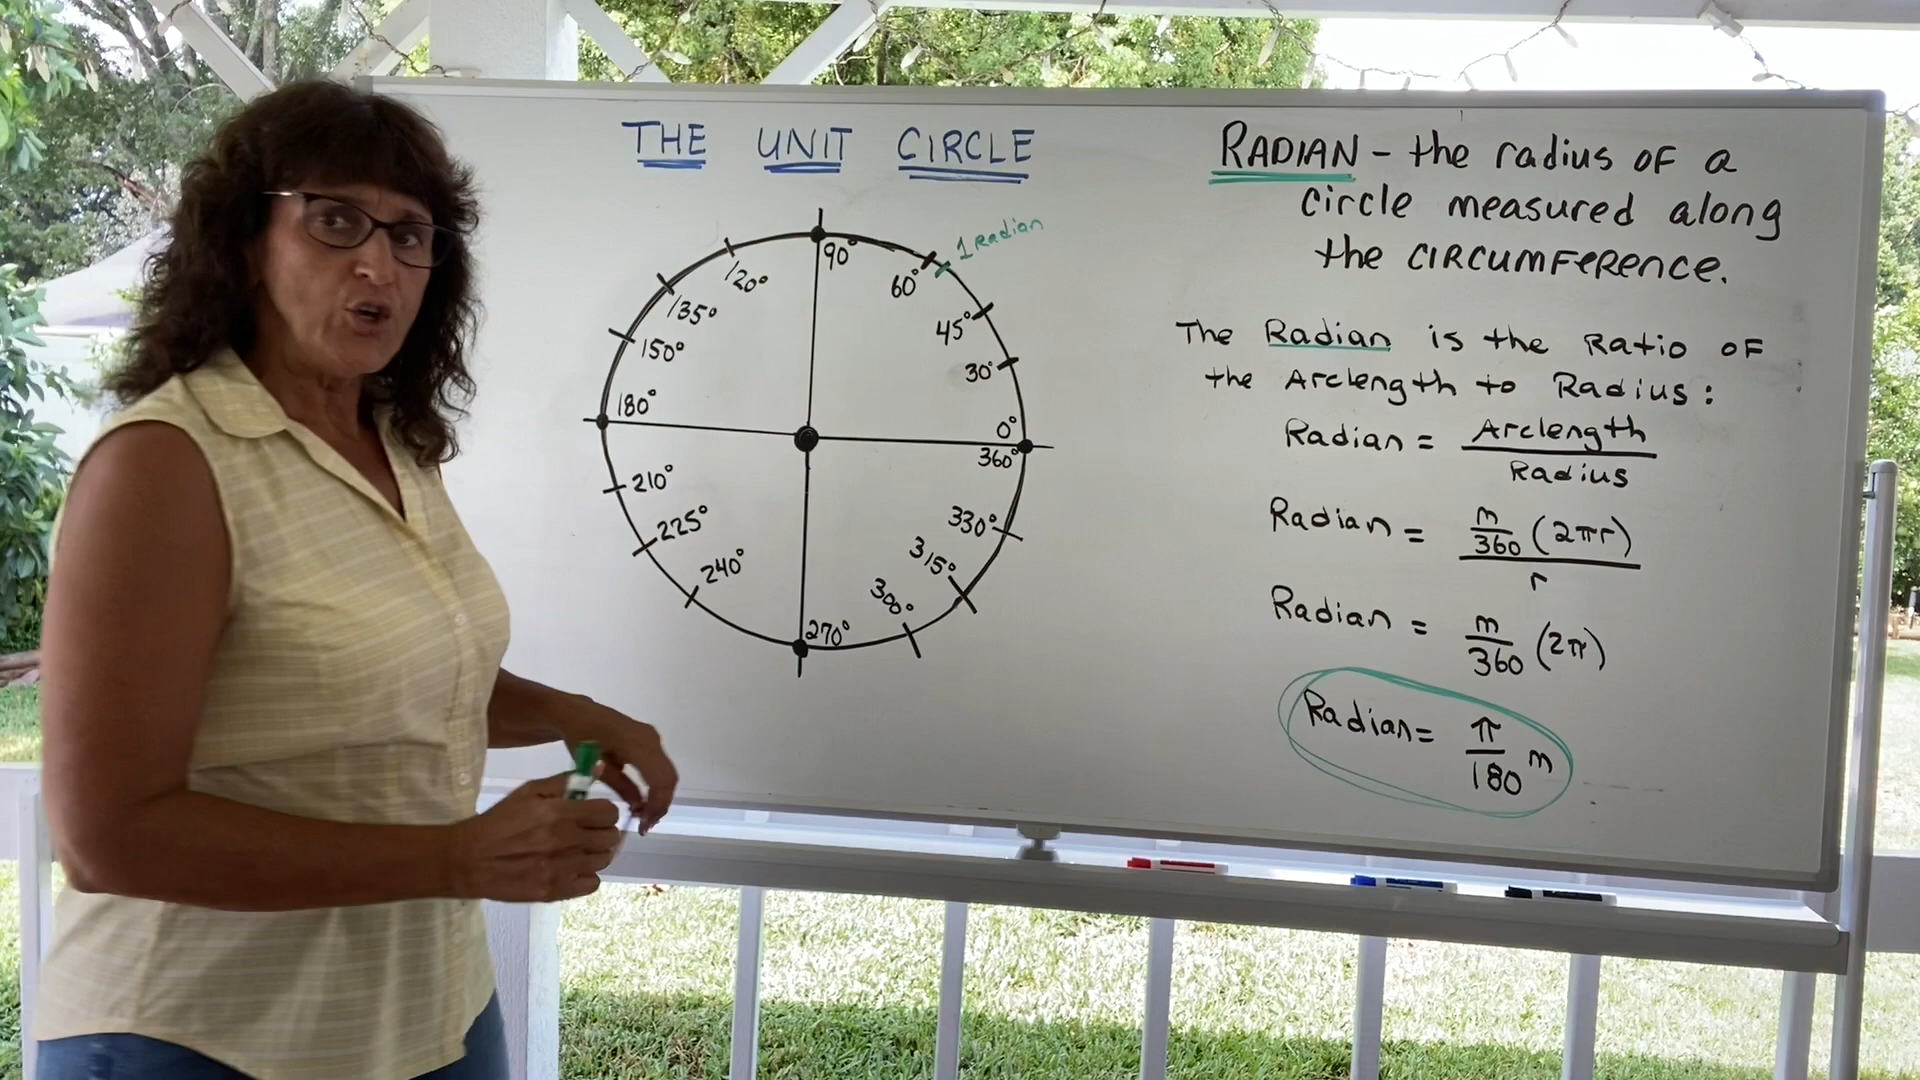 THE UNIT CIRCLE
90°
60°
1 Radian
45°
30°
0°
360°
330°
315°
300°
270°
240°
225°
210°
180°
150°
135°
120°
RADIAN - the radius OF a
circle measured along
the CIRCUMFERENCE.
The Radian is the Ratio OF
the Arclength to Radius:
Radian = Arclength
Radius
Radian = m/360 (2πr)
r
Radian = m/360 (2π)
Radian = π/180 m